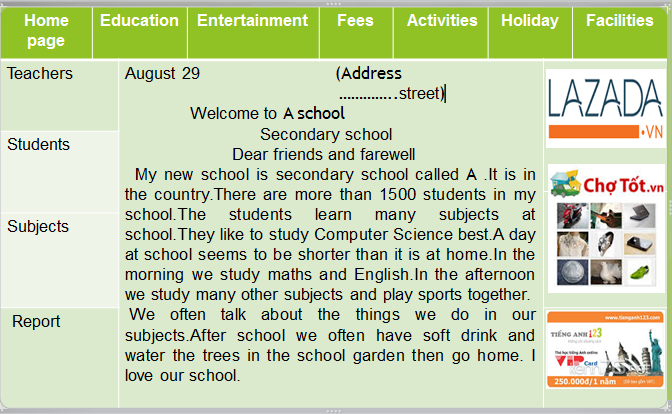 Home page
Education
Entertainment
Fees
Activities
Holiday
Facilities
Teachers
Students
Subjects
Report
August 29
(Address
..............street)
Welcome to A school
Secondary school
Dear friends and farewell
My new school is secondary school called A .It is in
the country.There are more than 1500 students in my
school.The students learn many subjects at
school.They like to study Computer Science best.A day
at school seems to be shorter than it is at home.In the
morning we study maths and English.In the afternoon
we study many other subjects and play sports together.
We often talk about the things we do in our
subjects.After school we often have soft drink and
water the trees in the school garden then go home. I
love our school.
LAZADA
.VN
Chợ Tốt.vn
www.tienganh123.com
TIẾNG ANH 123
Thẻ học tiếng Anh online
VIP Card
250.000đ/1 năm